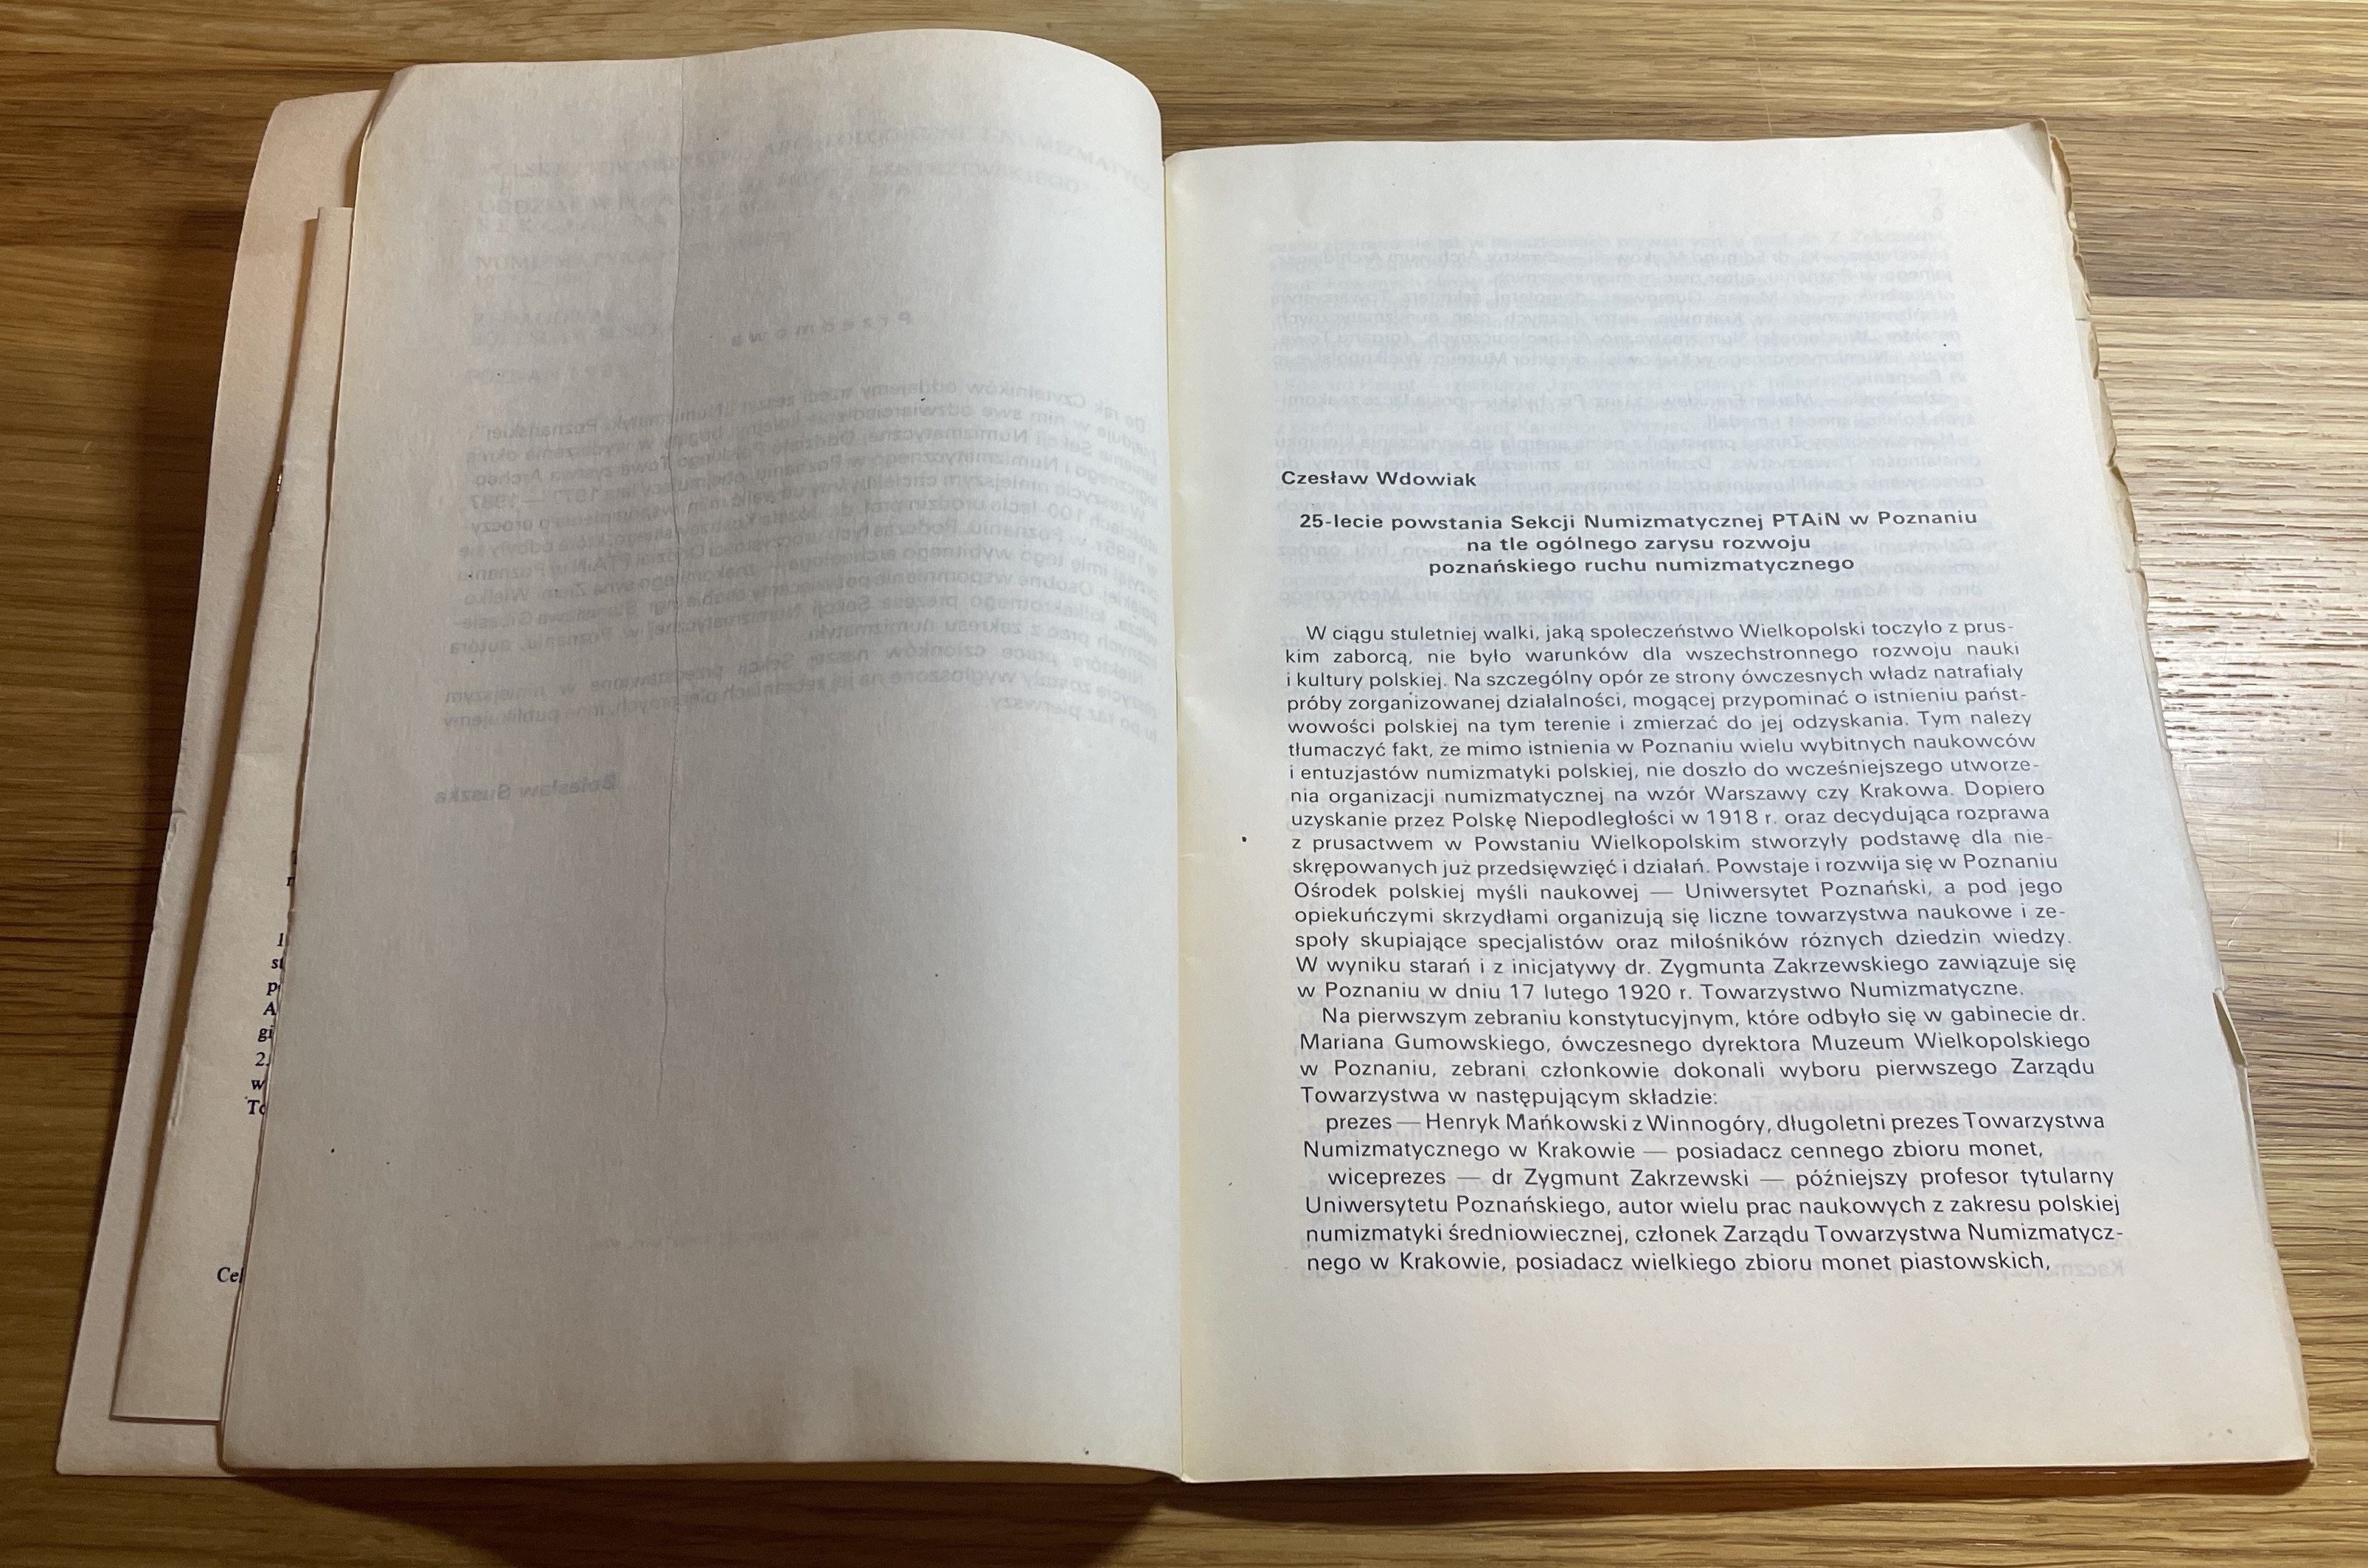 1
st
p
A
gi
2.
w
To
Cel
Czesław Wdowiak
25-lecie powstania Sekcji Numizmatycznej PTAiN w Poznaniu
na tle ogólnego zarysu rozwoju
poznańskiego ruchu numizmatycznego
W ciągu stuletniej walki, jaką społeczeństwo Wielkopolski toczyło z prus-
kim zaborcą, nie było warunków dla wszechstronnego rozwoju nauki
i kultury polskiej. Na szczególny opór ze strony ówczesnych władz natrafiały
próby zorganizowanej działalności, mogącej przypominać o istnieniu państ-
wowości polskiej na tym terenie i zmierzać do jej odzyskania. Tym należy
tłumaczyć fakt, że mimo istnienia w Poznaniu wielu wybitnych naukowców
i entuzjastów numizmatyki polskiej, nie doszło do wcześniejszego utworze-
nia organizacji numizmatycznej na wzór Warszawy czy Krakowa. Dopiero
uzyskanie przez Polskę Niepodległości w 1918 r. oraz decydująca rozprawa
z prusactwem w Powstaniu Wielkopolskim stworzyły podstawę dla nie-
skrępowanych już przedsięwzięć i działań. Powstaje i rozwija się w Poznaniu
Ośrodek polskiej myśli naukowej — Uniwersytet Poznański, a pod jego
opiekuńczymi skrzydłami organizują się liczne towarzystwa naukowe i ze-
społy skupiające specjalistów oraz miłośników różnych dziedzin wiedzy.
W wyniku starań i z inicjatywy dr. Zygmunta Zakrzewskiego zawiązuje się
w Poznaniu w dniu 17 lutego 1920 r. Towarzystwo Numizmatyczne.
Na pierwszym zebraniu konstytucyjnym, które odbyło się w gabinecie dr.
Mariana Gumowskiego, ówczesnego dyrektora Muzeum Wielkopolskiego
w Poznaniu, zebrani członkowie dokonali wyboru pierwszego Zarządu
Towarzystwa w następującym składzie:
prezes — Henryk Mańkowski z Winnogóry, długoletni prezes Towarzystwa
Numizmatycznego w Krakowie — posiadacz cennego zbioru monet,
wiceprezes — dr Zygmunt Zakrzewski — późniejszy profesor tytularny
Uniwersytetu Poznańskiego, autor wielu prac naukowych z zakresu polskiej
numizmatyki średniowiecznej, członek Zarządu Towarzystwa Numizmatycz-
nego w Krakowie, posiadacz wielkiego zbioru monet piastowskich,